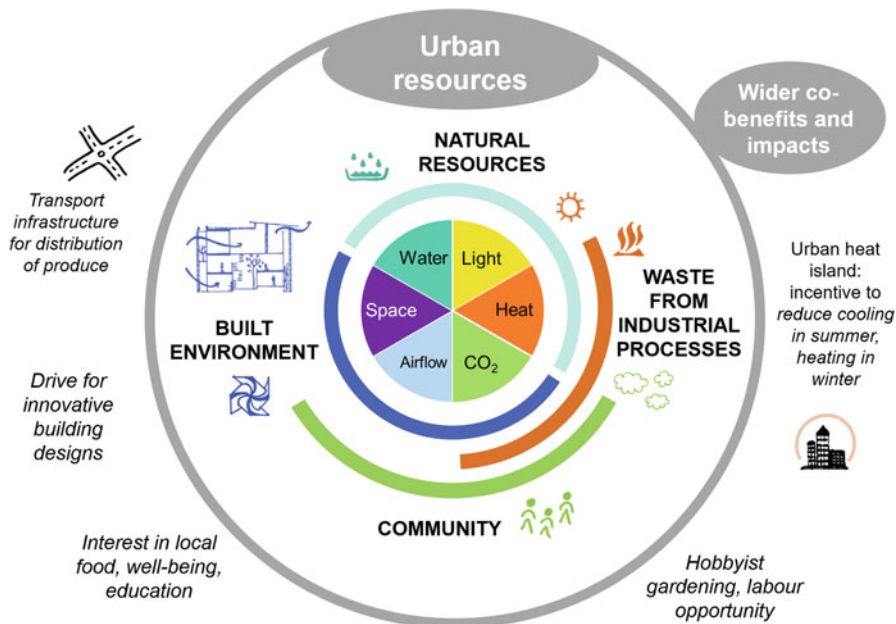 Urban
resources
Wider co-
benefits and
impacts
NATURAL
RESOURCES
Transport
infrastructure
for distribution
of produce
Water
Light
Space
Heat
Airflow
CO₂
BUILT
ENVIRONMENT
WASTE
FROM
INDUSTRIAL
PROCESSES
Urban heat
island:
incentive to
reduce cooling
in summer,
heating in
winter
Drive for
innovative
building
designs
COMMUNITY
Interest in local
food, well-being,
education
Hobbyist
gardening, labour
opportunity